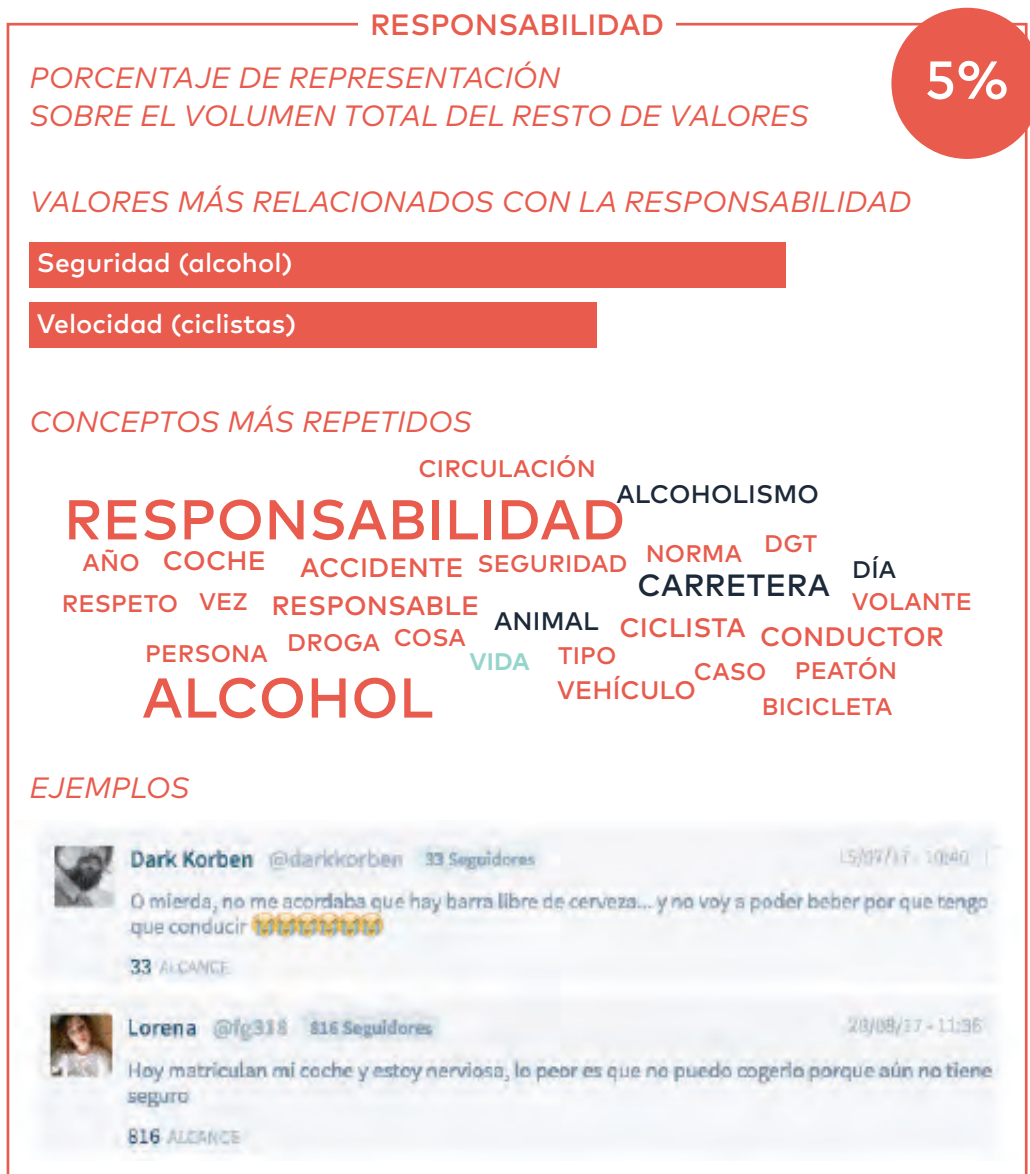 RESPONSABILIDAD
5%
PORCENTAJE DE REPRESENTACIÓN
SOBRE EL VOLUMEN TOTAL DEL RESTO DE VALORES
VALORES MÁS RELACIONADOS CON LA RESPONSABILIDAD
Seguridad (alcohol)
Velocidad (ciclistas)
CONCEPTOS MÁS REPETIDOS
CIRCULACIÓN
RESPONSABILIDAD ALCOHOLISMO
AÑO COCHE ACCIDENTE SEGURIDAD NORMA DGT
CARRETERA DÍA
RESPETO VEZ RESPONSABLE VOLANTE
ANIMAL CICLISTA CONDUCTOR
PERSONA DROGA COSA VIDA TIPO CASO PEATÓN
ALCOHOL VEHÍCULO BICICLETA
EJEMPLOS
Dark Korben @darkkorben 33 Seguidores 15/07/17 - 10:40
O mierda, no me acordaba que hay barra libre de cerveza... y no voy a poder beber por que tengo
que conducir 😭😭😭😭😭😭
33 ALCANCE
Lorena @fg318 816 Seguidores 28/08/17 - 11:36
Hoy matriculan mi coche y estoy nerviosa, lo peor es que no puedo cogerlo porque aún no tiene
seguro
816 ALCANCE